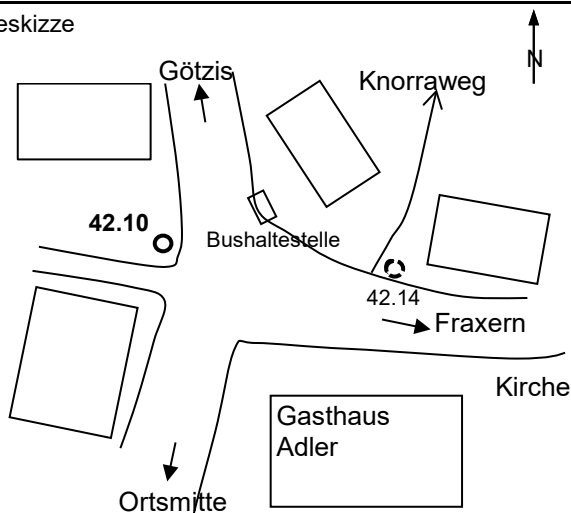 eskizze
N
Götzis
Knorraweg
42.10
Bushaltestelle
42.14
Fraxern
Kirche
Gasthaus
Adler
Ortsmitte